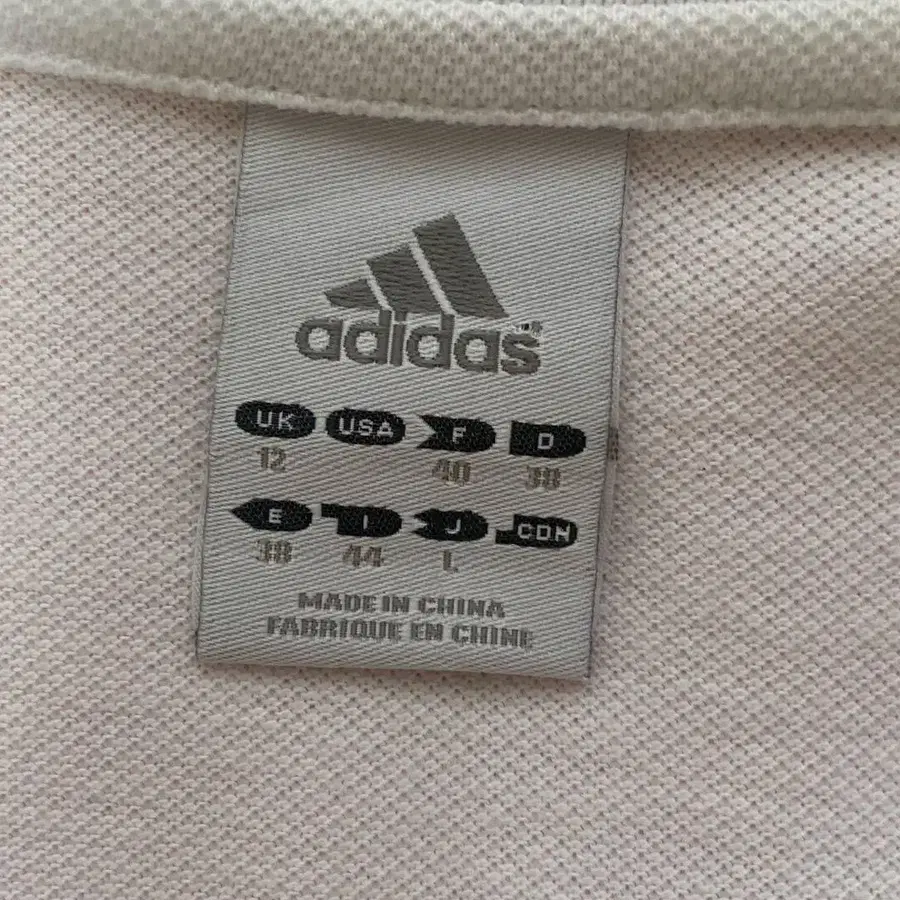 adidas
UK USA F D
12 40 38
E I J CDN
38 44 L
MADE IN CHINA
FABRIQUE EN CHINE